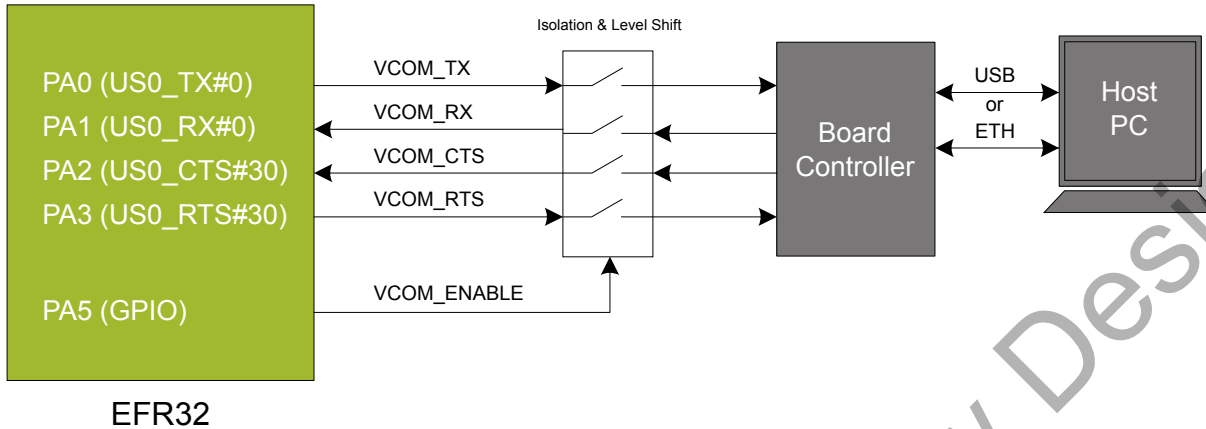 Isolation & Level Shift
PA0 (US0_TX#0)
PA1 (US0_RX#0)
PA2 (US0_CTS#30)
PA3 (US0_RTS#30)
PA5 (GPIO)
EFR32
VCOM_TX
VCOM_RX
VCOM_CTS
VCOM_RTS
VCOM_ENABLE
Board
Controller
USB
or
ETH
Host
PC